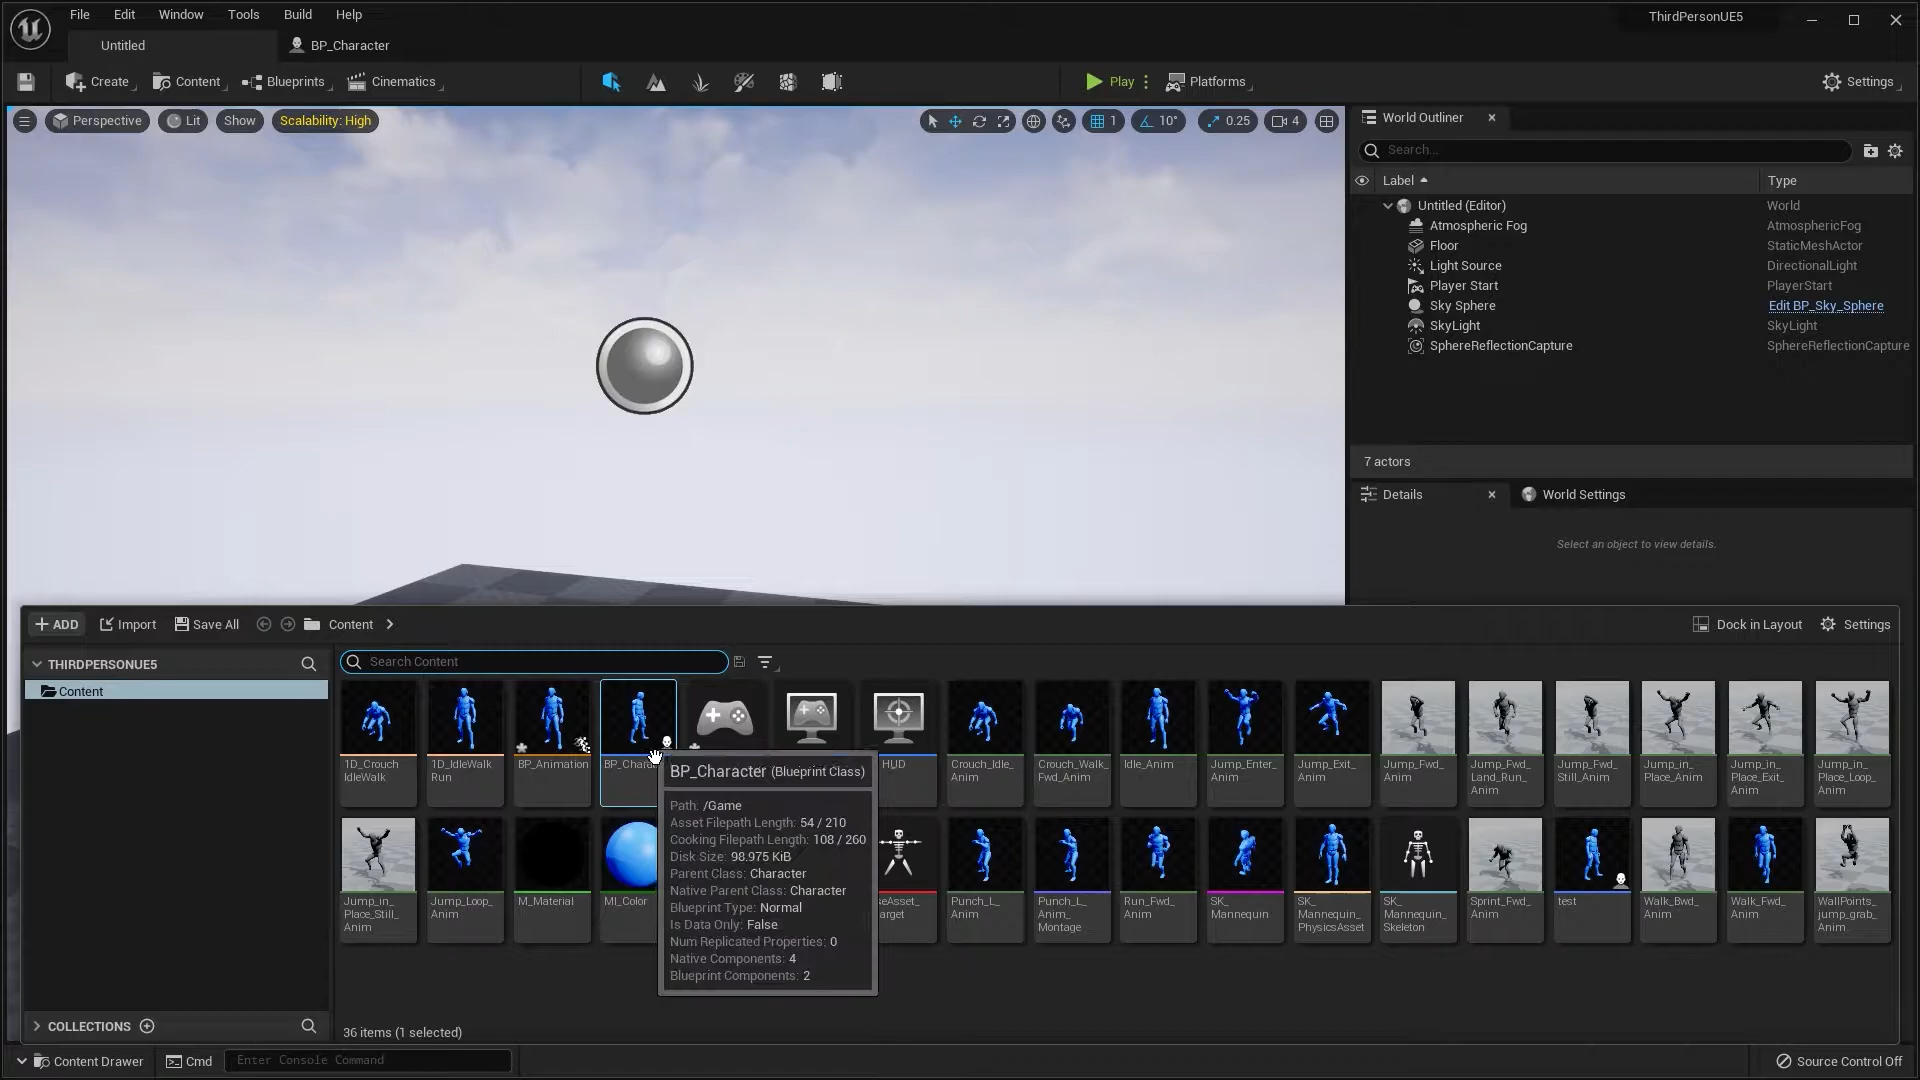 File Edit Window Tools Build Help
ThirdPersonUE5
Untitled
BP_Character
Create
Content
Blueprints
Cinematics
Play
Platforms
Settings
Perspective
Lit
Show
Scalability: High
1
10°
0.25
4
World Outliner
Search...
Label
Type
Untitled (Editor) World
Atmospheric Fog AtmosphericFog
Floor StaticMeshActor
Light Source DirectionalLight
Player Start PlayerStart
Sky Sphere Edit BP_Sky_Sphere
SkyLight SkyLight
SphereReflectionCapture SphereReflectionCapture
7 actors
Details
World Settings
Select an object to view details.
ADD
Import
Save All
Content
Dock in Layout
Settings
THIRDPERSONUE5
Search Content
Content
1D_Crouch
IdleWalk
1D_IdleWalk
Run
BP_Animation
BP_Character (Blueprint Class)
Path: /Game
Asset Filepath Length: 54 / 210
Cooking Filepath Length: 108 / 260
Disk Size: 98.975 KiB
Parent Class: Character
Native Parent Class: Character
Blueprint Type: Normal
Is Data Only: False
Num Replicated Properties: 0
Native Components: 4
Blueprint Components: 2
HUD
Crouch_Idle_
Anim
Crouch_Walk_
Fwd_Anim
Idle_Anim
Jump_Enter_
Anim
Jump_Exit_
Anim
Jump_Fwd_
Anim
Jump_Fwd_
Land_Run_
Anim
Jump_Fwd_
Still_Anim
Jump_in_
Place_Anim
Jump_in_
Place_Exit_
Anim
Jump_in_
Place_Loop_
Anim
Jump_in_
Place_Still_
Anim
Jump_Loop_
Anim
M_Material
MI_Color
Punch_L_
Anim
Punch_L_
Anim_
Montage
Run_Fwd_
Anim
SK_
Mannequin
SK_
Mannequin_
PhysicsAsset
SK_
Mannequin_
Skeleton
Sprint_Fwd_
Anim
test
Walk_Bwd_
Anim
Walk_Fwd_
Anim
WallPoints_
jump_grab_
Anim
COLLECTIONS
36 items (1 selected)
Content Drawer
Cmd
Enter Console Command
Source Control Off